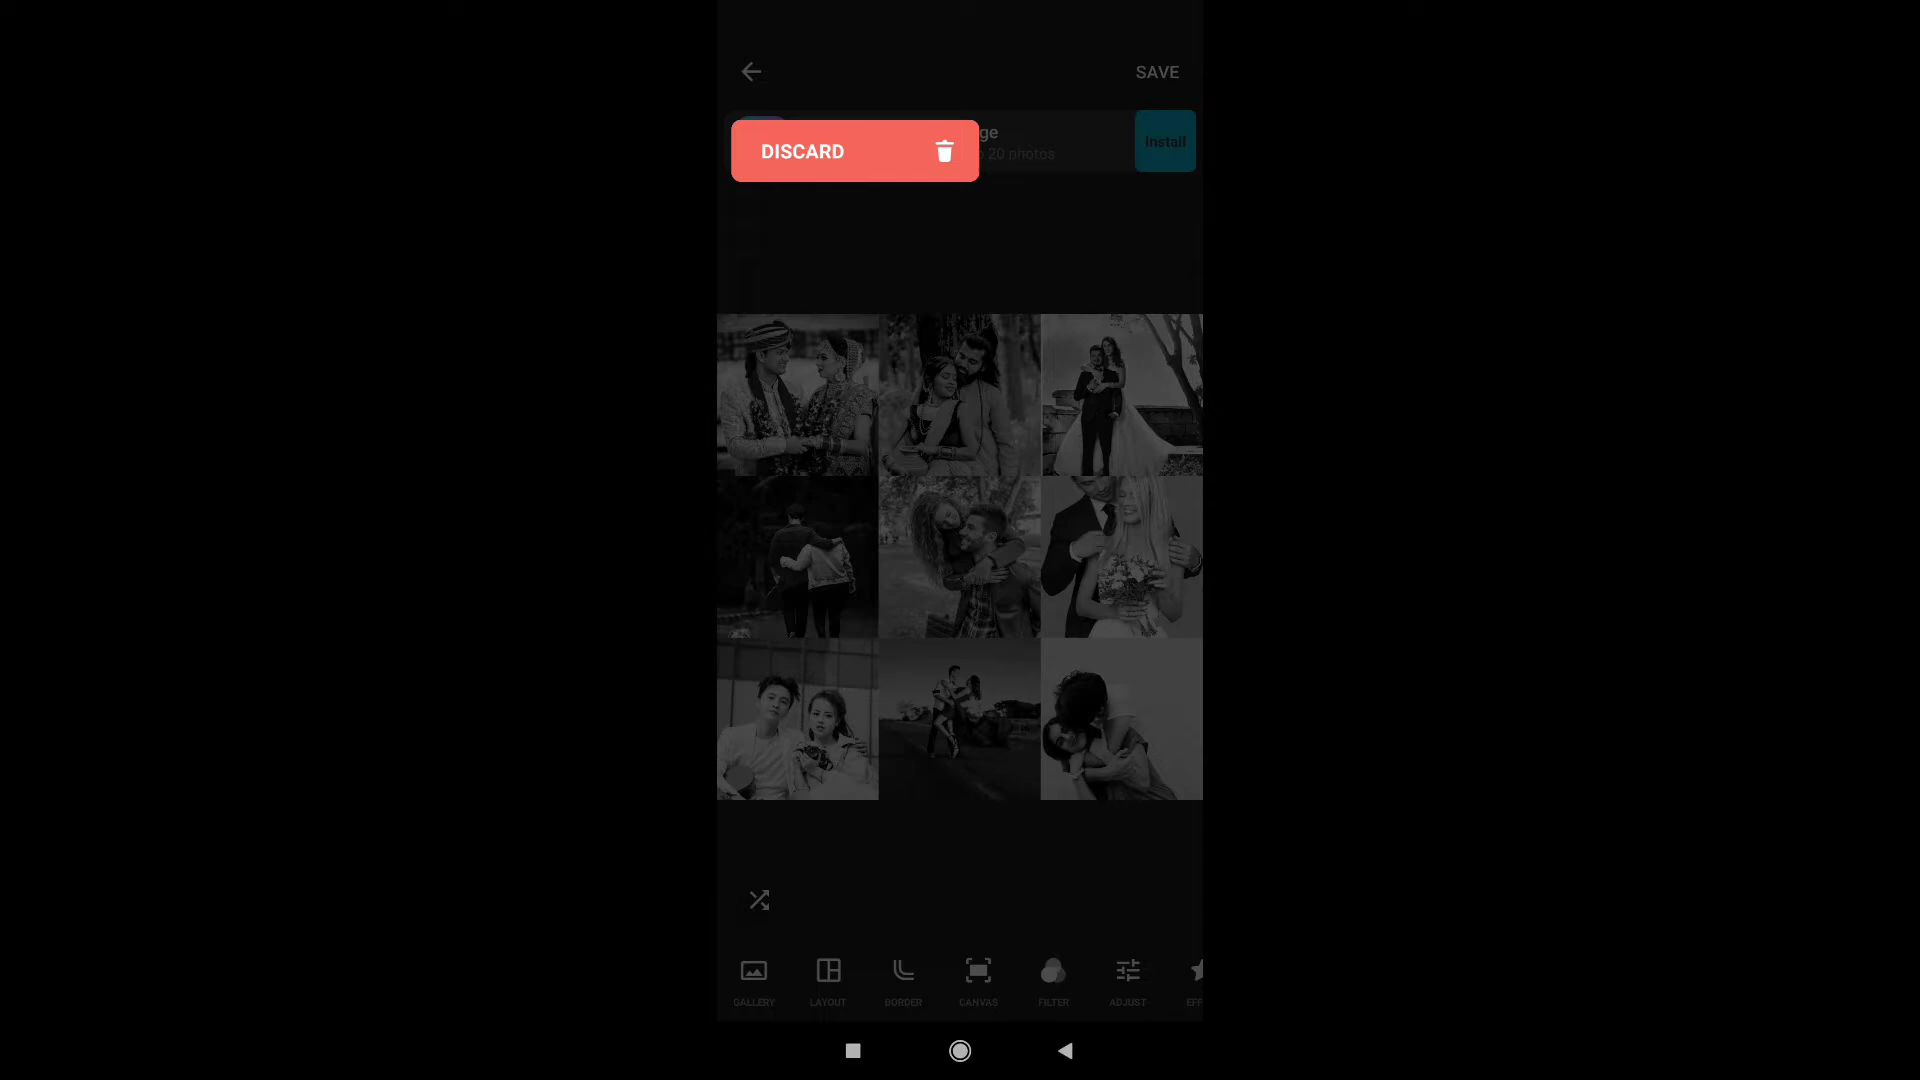 SAVE
DISCARD
ge
20 photos
Install
GALLERY
LAYOUT
BORDER
CANVAS
FILTER
ADJUST
EFF